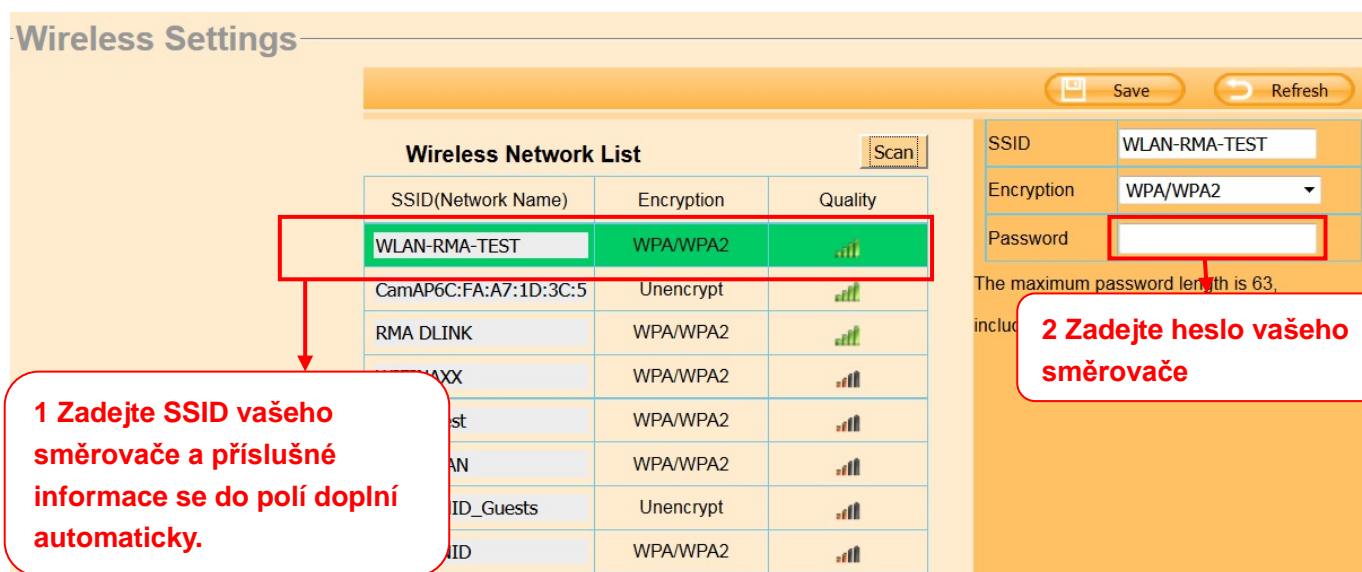 Wireless Settings
Save Refresh
Wireless Network List Scan
SSID(Network Name) Encryption Quality
WLAN-RMA-TEST WPA/WPA2
CamAP6C:FA:A7:1D:3C:5 Unencrypt
RMA DLINK WPA/WPA2
WPA/WPA2
WPA/WPA2
WPA/WPA2
ID_Guests Unencrypt
WPA/WPA2
SSID WLAN-RMA-TEST
Encryption WPA/WPA2
Password
The maximum password length is 63,
1 Zadejte SSID vašeho
směrovače a příslušné
informace se do polí doplní
automaticky.
2 Zadejte heslo vašeho
směrovače